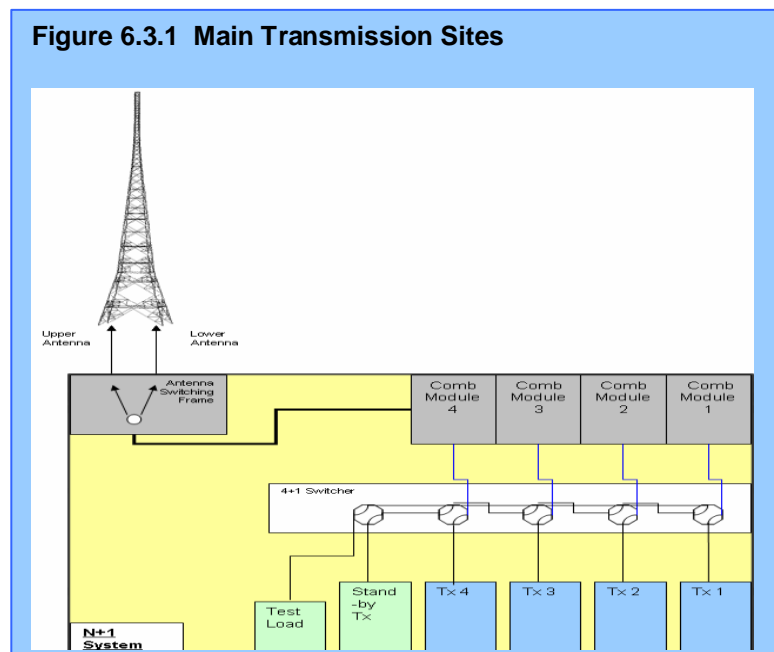 Figure 6.3.1 Main Transmission Sites
Upper
Antenna
Lower
Antenna
Antenna
Switching
Frame
Comb
Module
4
Comb
Module
3
Comb
Module
2
Comb
Module
1
4+1 Switcher
Test
Load
Stand
-by
Tx
Tx 4
Tx 3
Tx 2
Tx 1
N+1
System